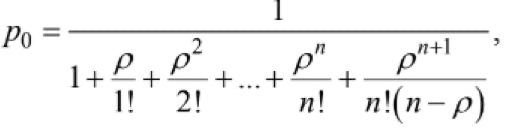 p₀ = 1 / (1 + ρ/1! + ρ²/2! + ... + ρⁿ/n! + ρⁿ⁺¹/(n!(n − ρ))),